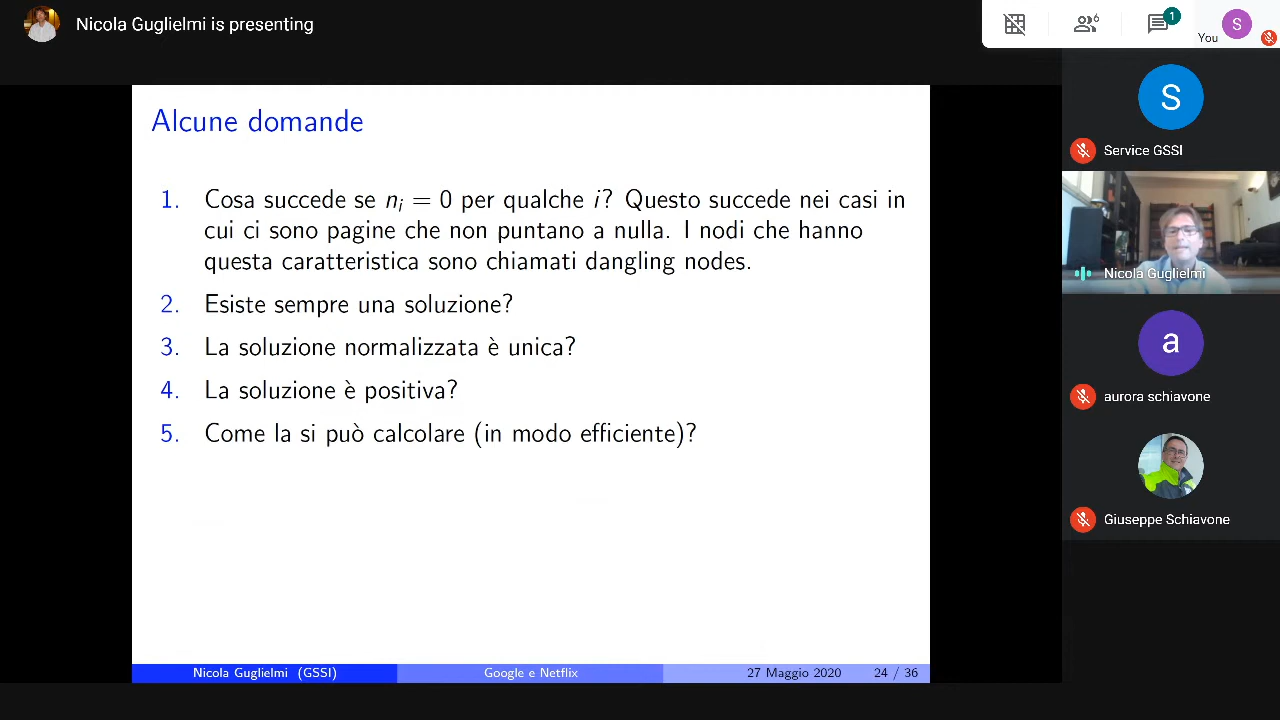 Nicola Guglielmi is presenting
6
1
You
S
Alcune domande
1. Cosa succede se nᵢ = 0 per qualche i? Questo succede nei casi in
cui ci sono pagine che non puntano a nulla. I nodi che hanno
questa caratteristica sono chiamati dangling nodes.
2. Esiste sempre una soluzione?
3. La soluzione normalizzata è unica?
4. La soluzione è positiva?
5. Come la si può calcolare (in modo efficiente)?
Nicola Guglielmi (GSSI)
Google e Netflix
27 Maggio 2020
24 / 36
S
Service GSSI
Nicola Guglielmi
a
aurora schiavone
Giuseppe Schiavone